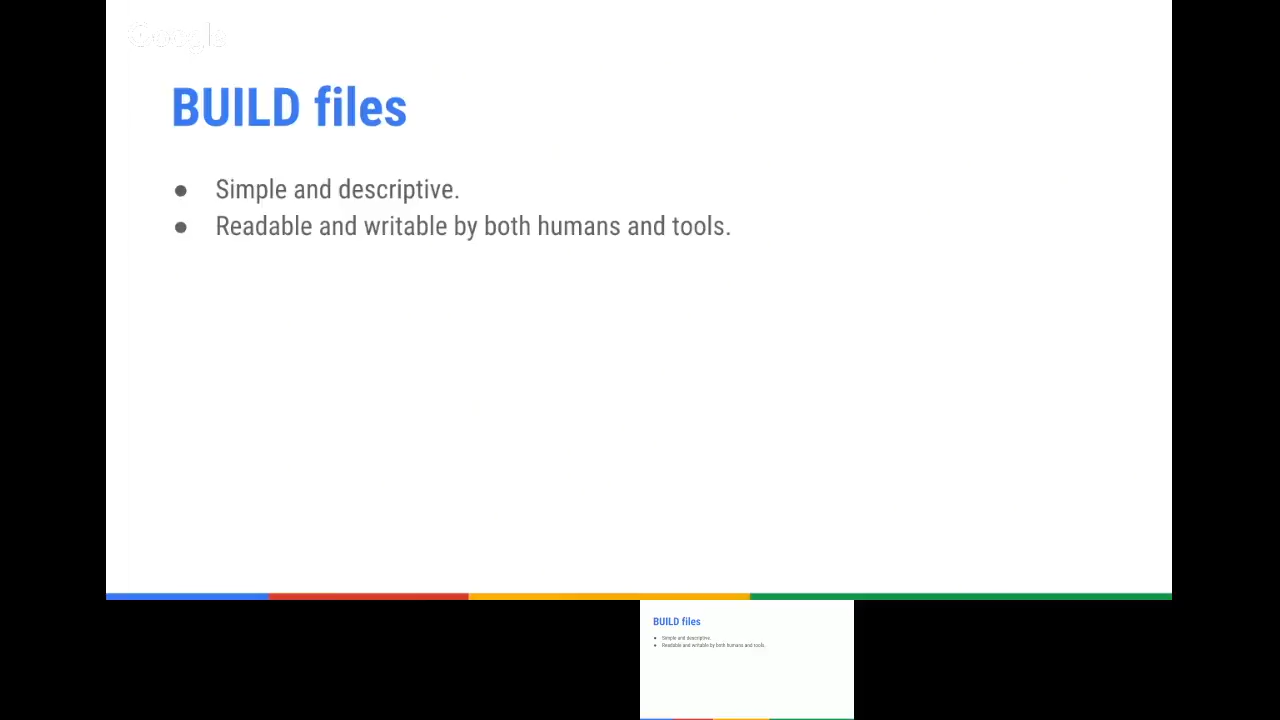 Google
BUILD files
● Simple and descriptive.
● Readable and writable by both humans and tools.
BUILD files
● Simple and descriptive.
● Readable and writable by both humans and tools.